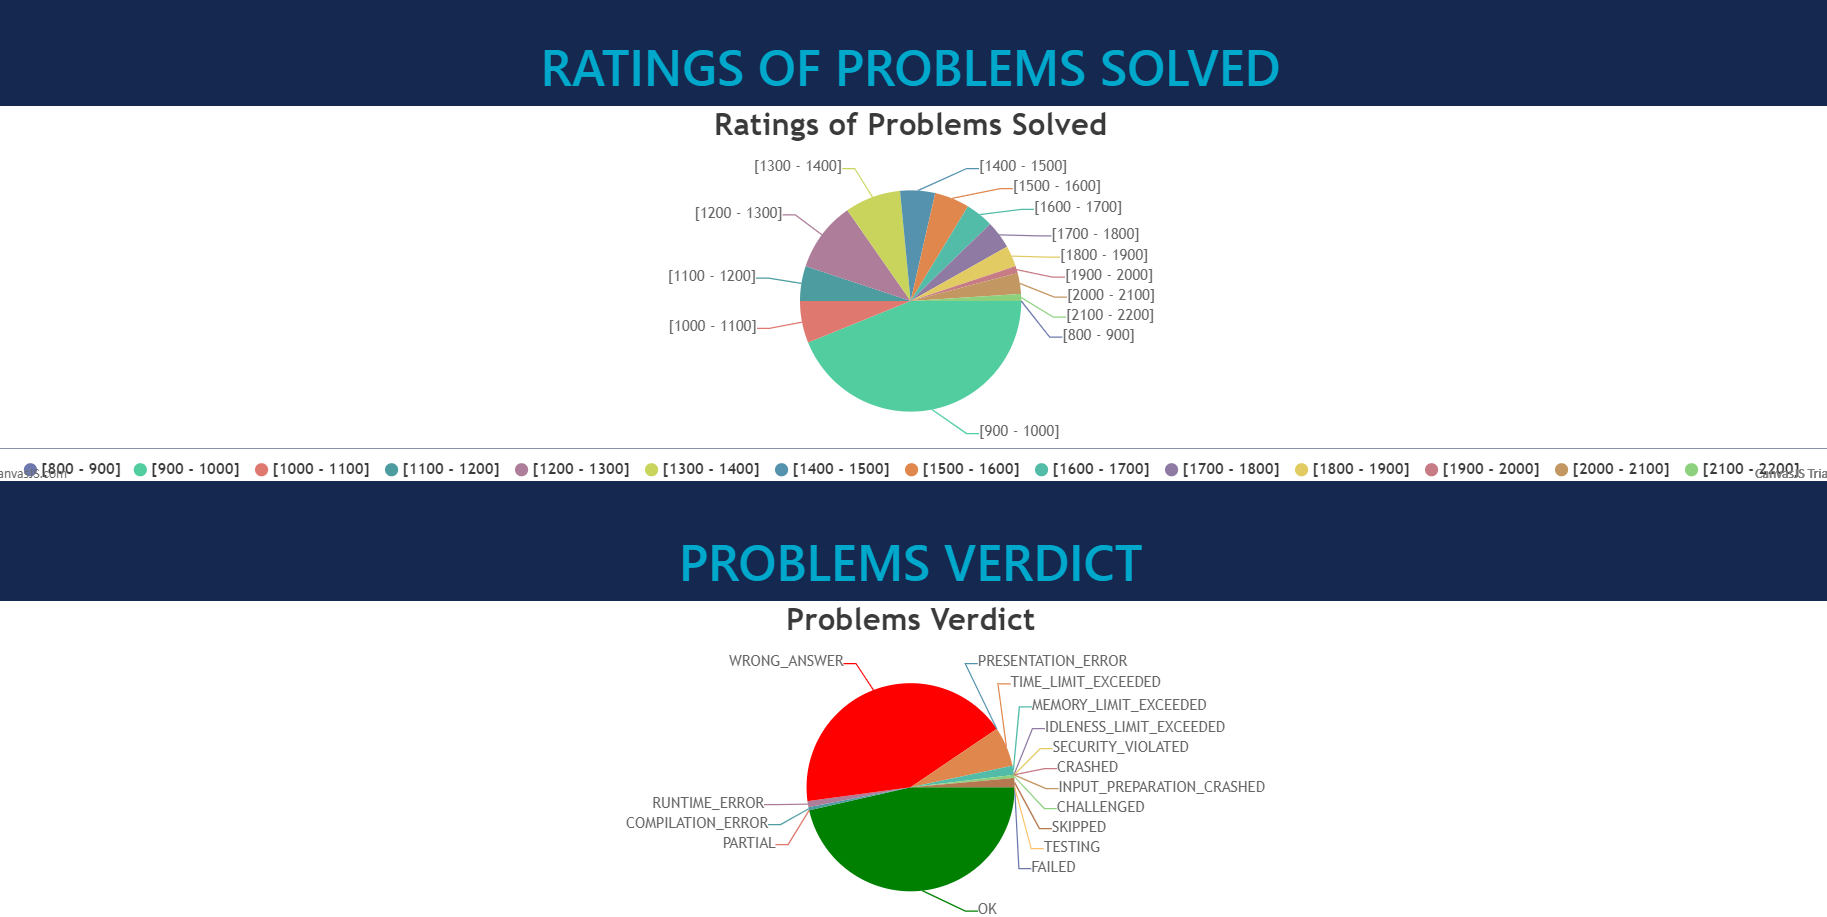 RATINGS OF PROBLEMS SOLVED
Ratings of Problems Solved
[1300 - 1400]
[1400 - 1500]
[1500 - 1600]
[1200 - 1300]
[1600 - 1700]
[1700 - 1800]
[1800 - 1900]
[1100 - 1200]
[1900 - 2000]
[2000 - 2100]
[2100 - 2200]
[1000 - 1100]
[800 - 900]
[900 - 1000]
[800 - 900] [900 - 1000] [1000 - 1100] [1100 - 1200] [1200 - 1300] [1300 - 1400] [1400 - 1500] [1500 - 1600] [1600 - 1700] [1700 - 1800] [1800 - 1900] [1900 - 2000] [2000 - 2100] [2100 - 2200]
anvasJS.com
CanvasJS Tria
PROBLEMS VERDICT
Problems Verdict
WRONG_ANSWER
PRESENTATION_ERROR
TIME_LIMIT_EXCEEDED
MEMORY_LIMIT_EXCEEDED
IDLENESS_LIMIT_EXCEEDED
SECURITY_VIOLATED
CRASHED
INPUT_PREPARATION_CRASHED
RUNTIME_ERROR
CHALLENGED
COMPILATION_ERROR
SKIPPED
PARTIAL
TESTING
FAILED
OK